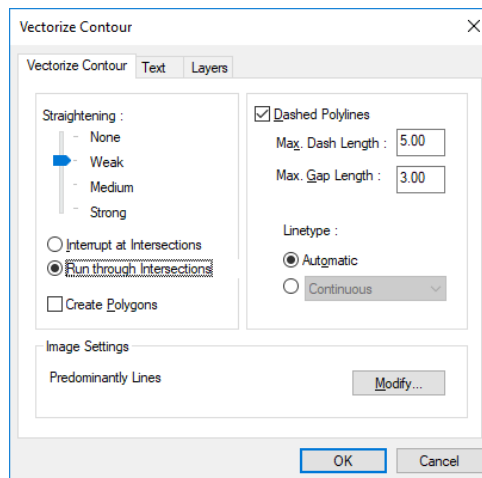 Vectorize Contour
Vectorize Contour Text Layers
Straightening :
None
Weak
Medium
Strong
Interrupt at Intersections
Run through Intersections
Create Polygons
Dashed Polylines
Max. Dash Length : 5.00
Max. Gap Length : 3.00
Linetype :
Automatic
Continuous
Image Settings
Predominantly Lines
Modify...
OK Cancel